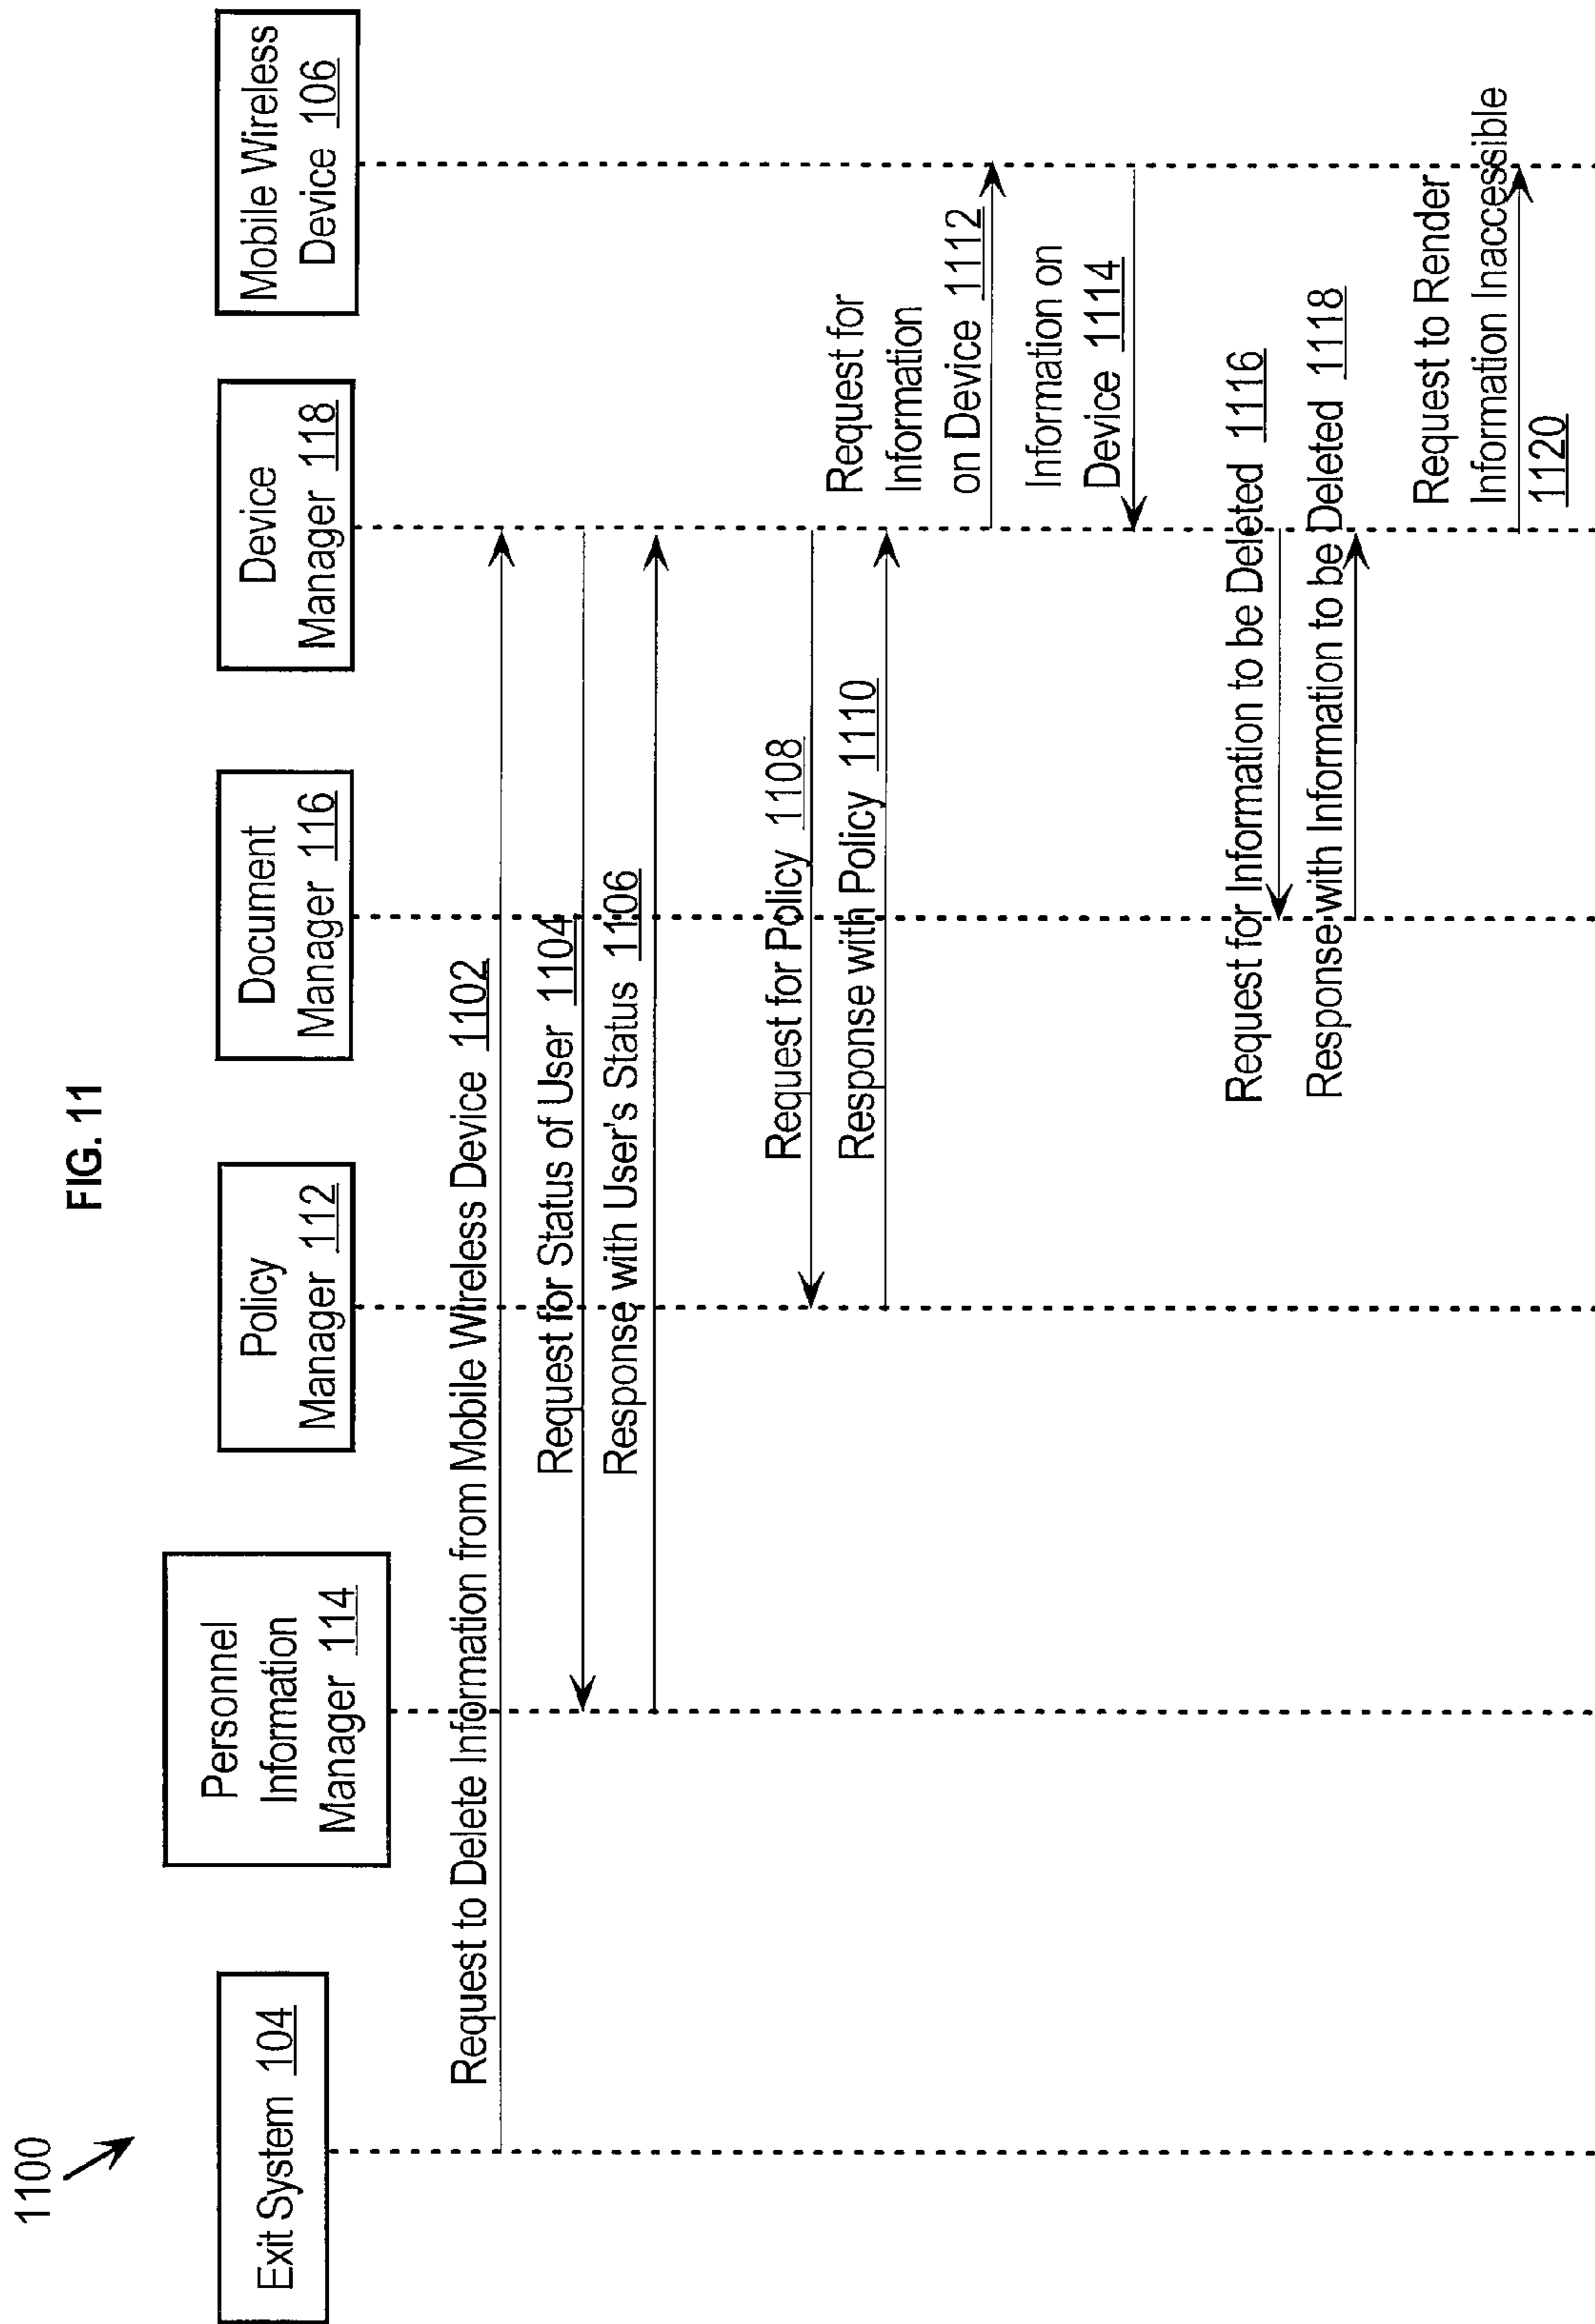 FIG. 11
1100
Exit System 104
Personnel
Information
Manager 114
Policy
Manager 112
Document
Manager 116
Device
Manager 118
Mobile Wireless
Device 106
Request to Delete Information from Mobile Wireless Device 1102
Request for Status of User 1104
Response with User's Status 1106
Request for Policy 1108
Response with Policy 1110
Request for
Information
on Device 1112
Information on
Device 1114
Request for Information to be Deleted 1116
Response with Information to be Deleted 1118
Request to Render
Information Inaccessible
1120